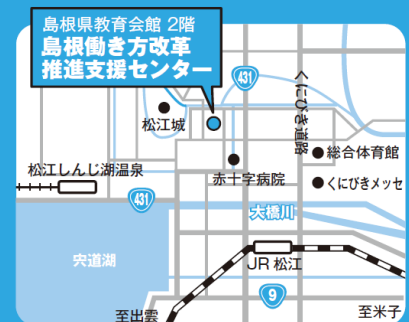 島根県教育会館 2階
島根働き方改革
推進支援センター
431
くにびき道路
松江城
総合体育館
松江しんじ湖温泉
赤十字病院
くにびきメッセ
431
大橋川
宍道湖
JR 松江
9
至出雲
至米子